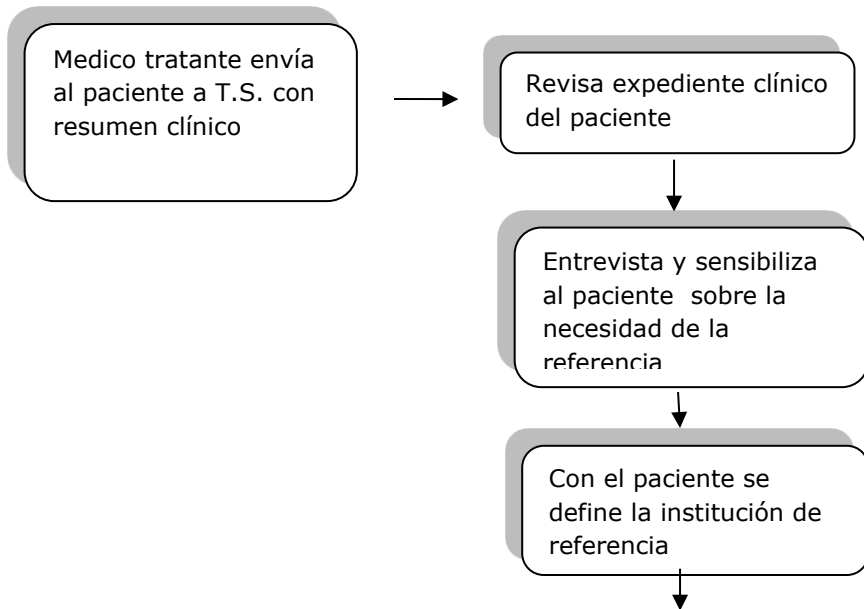 Medico tratante envía
al paciente a T.S. con
resumen clínico
Revisa expediente clínico
del paciente
Entrevista y sensibiliza
al paciente sobre la
necesidad de la
referencia
Con el paciente se
define la institución de
referencia